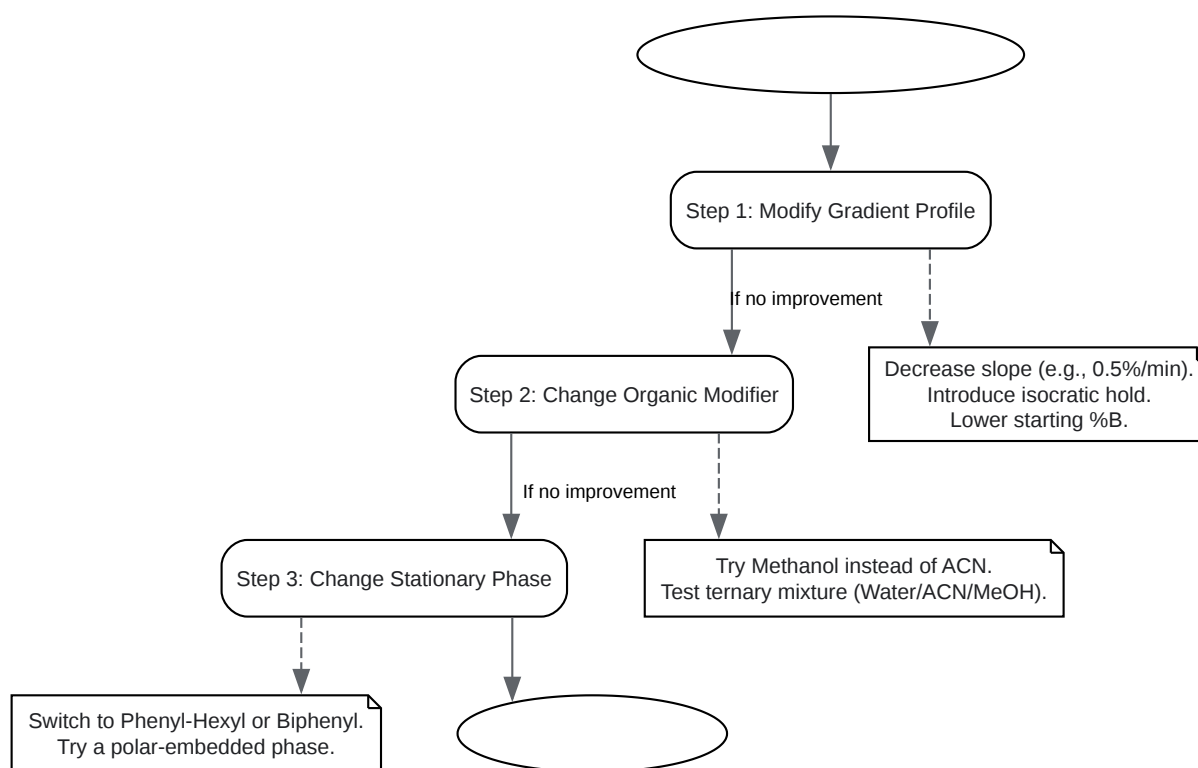 Step 1: Modify Gradient Profile
If no improvement
Decrease slope (e.g., 0.5%/min).
Introduce isocratic hold.
Lower starting %B.
Step 2: Change Organic Modifier
If no improvement
Try Methanol instead of ACN.
Test ternary mixture (Water/ACN/MeOH).
Step 3: Change Stationary Phase
Switch to Phenyl-Hexyl or Biphenyl.
Try a polar-embedded phase.